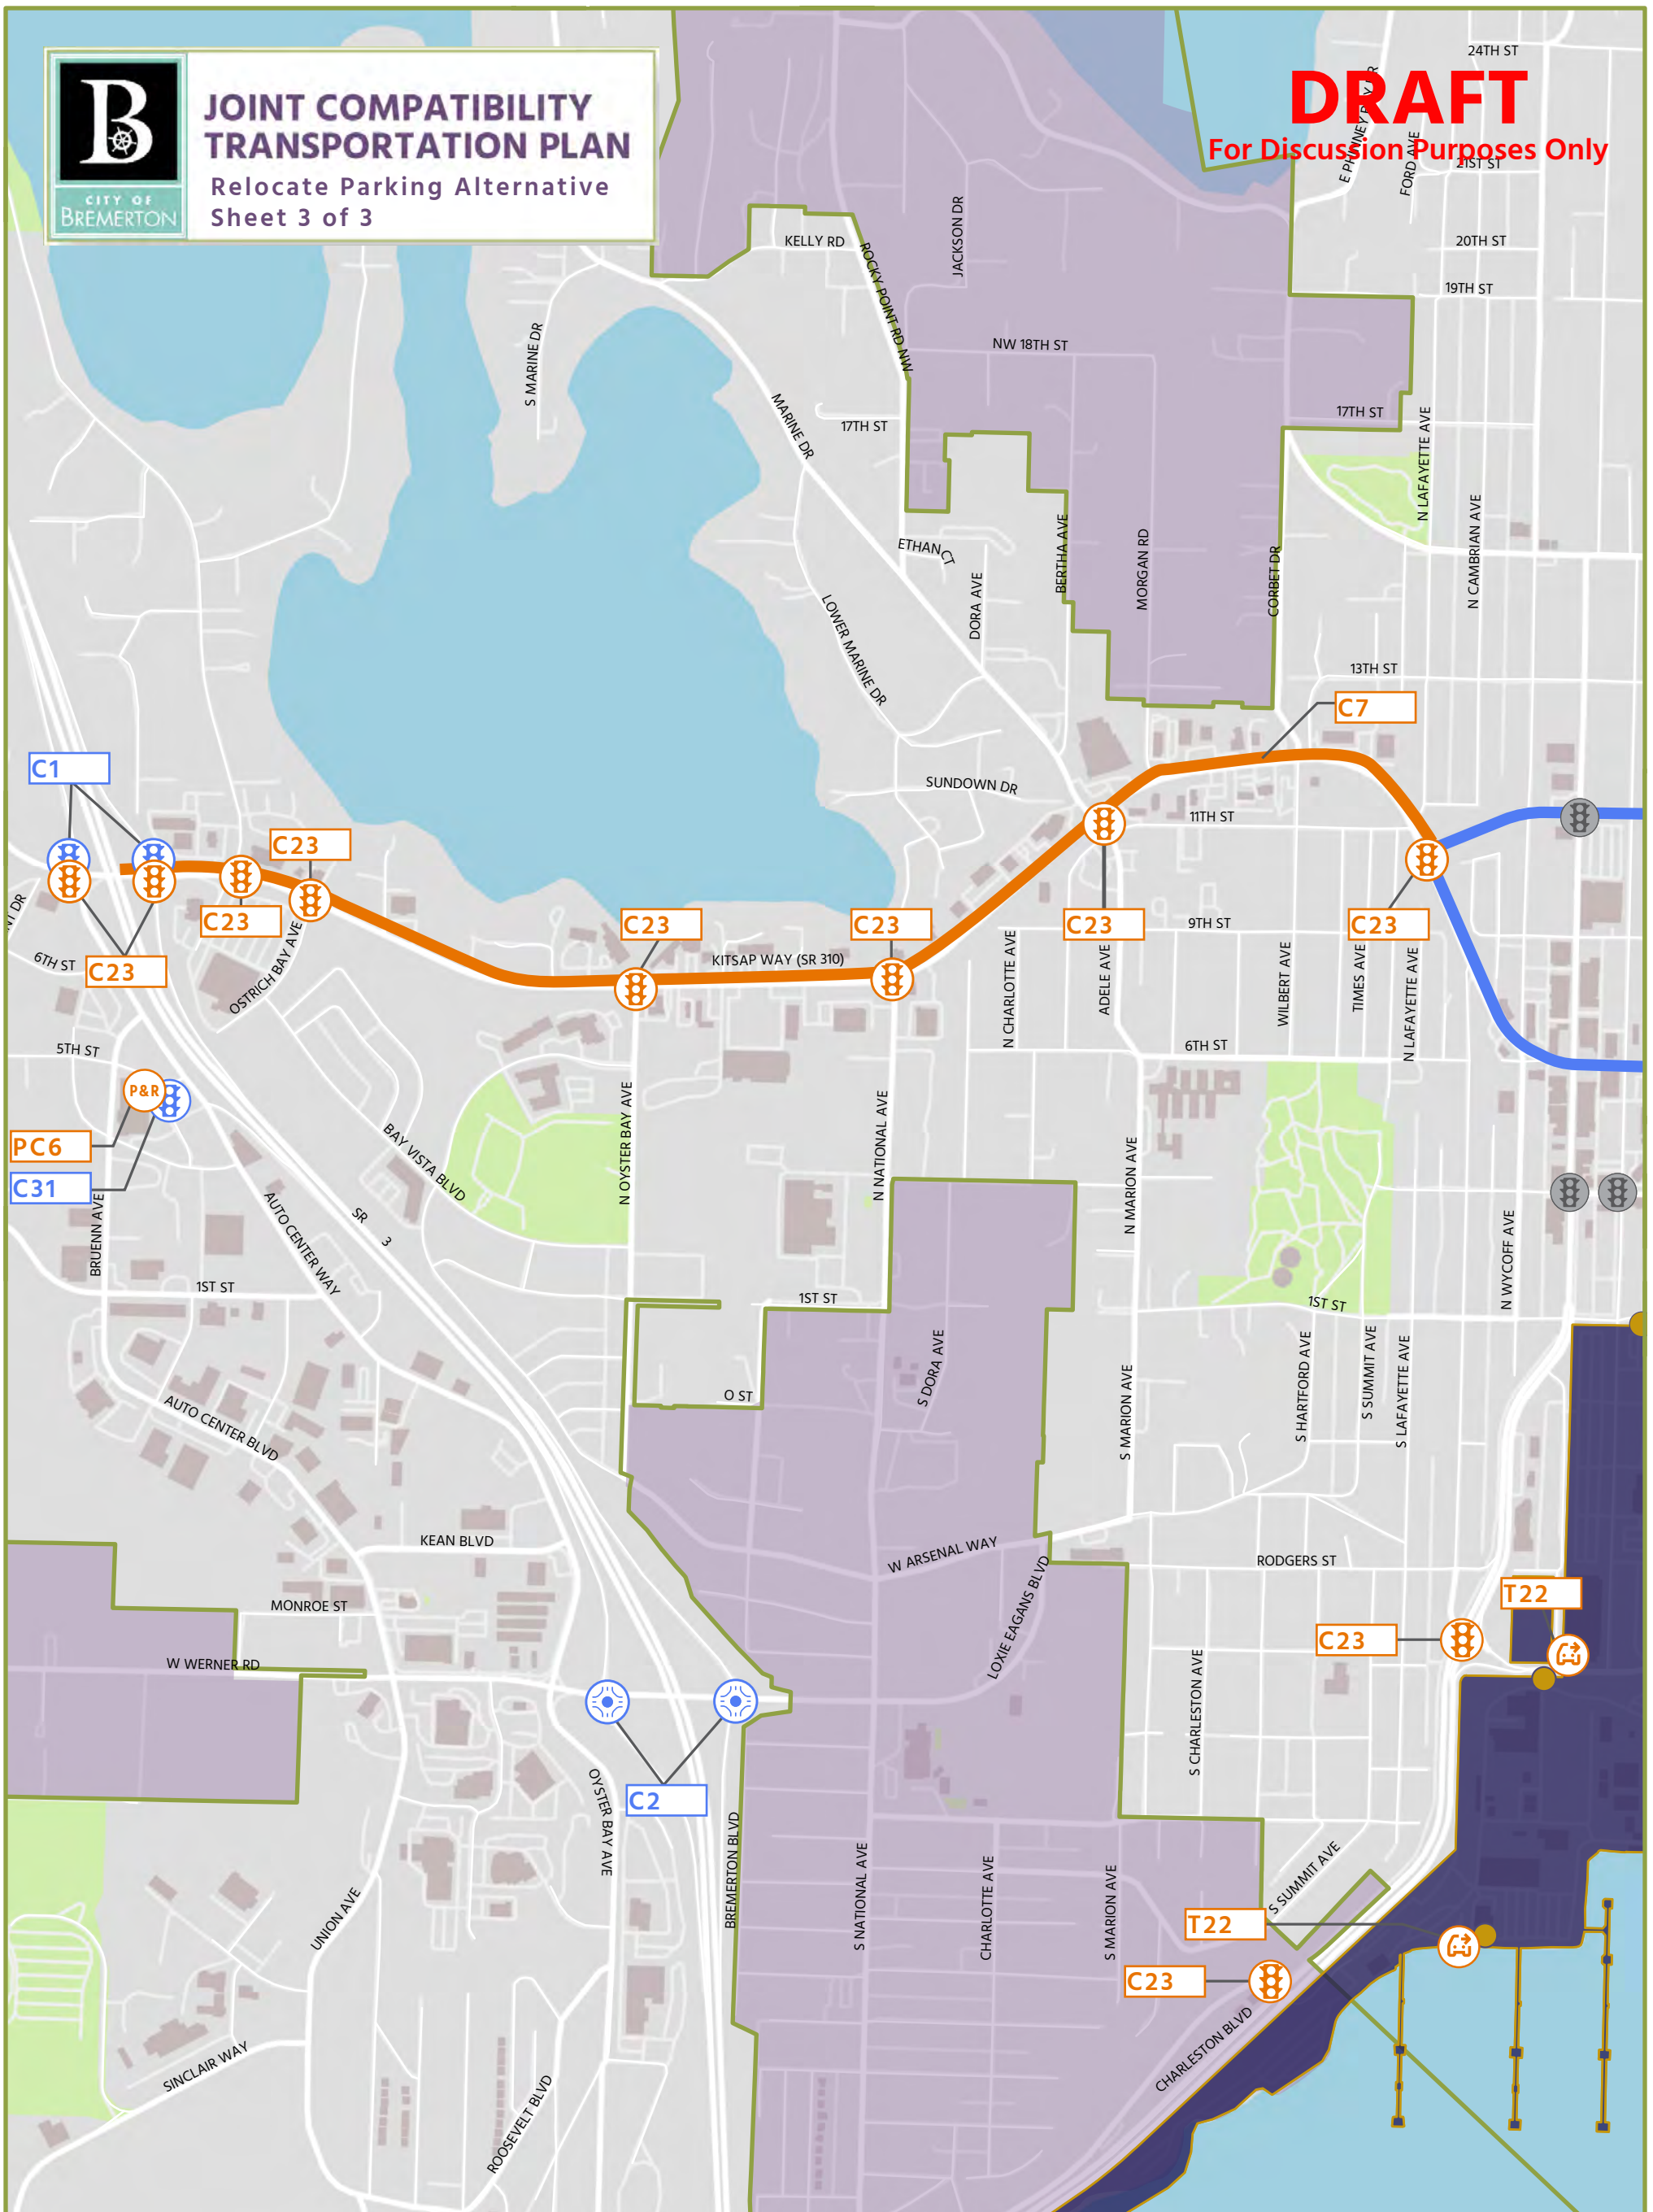 B
CITY OF
BREMERTON
JOINT COMPATIBILITY
TRANSPORTATION PLAN
Relocate Parking Alternative
Sheet 3 of 3
DRAFT
For Discussion Purposes Only
24TH ST
FORD AVE
21ST ST
20TH ST
19TH ST
KELLY RD
ROCKY POINT RD NW
JACKSON DR
S MARINE DR
NW 18TH ST
MARINE DR
17TH ST
17TH ST
N LAFAYETTE AVE
N CAMBRIAN AVE
ETHAN CT
DORA AVE
BERTHA AVE
MORGAN RD
CORBET DR
LOWER MARINE DR
13TH ST
C7
C1
SUNDOWN DR
11TH ST
C23
C23
C23
C23
C23
C23
C23
NT DR
6TH ST
OSTRICH BAY AVE
KITSAP WAY (SR 310)
9TH ST
N CHARLOTTE AVE
ADELE AVE
WILBERT AVE
TIMES AVE
N LAFAYETTE AVE
5TH ST
6TH ST
P&R
PC6
C31
BRUENN AVE
BAY VISTA BLVD
N OYSTER BAY AVE
N NATIONAL AVE
N MARION AVE
N WYCOFF AVE
AUTO CENTER WAY
SR 3
1ST ST
1ST ST
1ST ST
O ST
S DORA AVE
S MARION AVE
S HARTFORD AVE
S SUMMIT AVE
S LAFAYETTE AVE
AUTO CENTER BLVD
KEAN BLVD
W ARSENAL WAY
RODGERS ST
LOXIE EAGANS BLVD
MONROE ST
T22
C23
W WERNER RD
S CHARLESTON AVE
C2
OYSTER BAY AVE
BREMERTON BLVD
S NATIONAL AVE
CHARLOTTE AVE
S MARION AVE
S SUMMIT AVE
UNION AVE
T22
C23
CHARLESTON BLVD
SINCLAIR WAY
ROOSEVELT BLVD